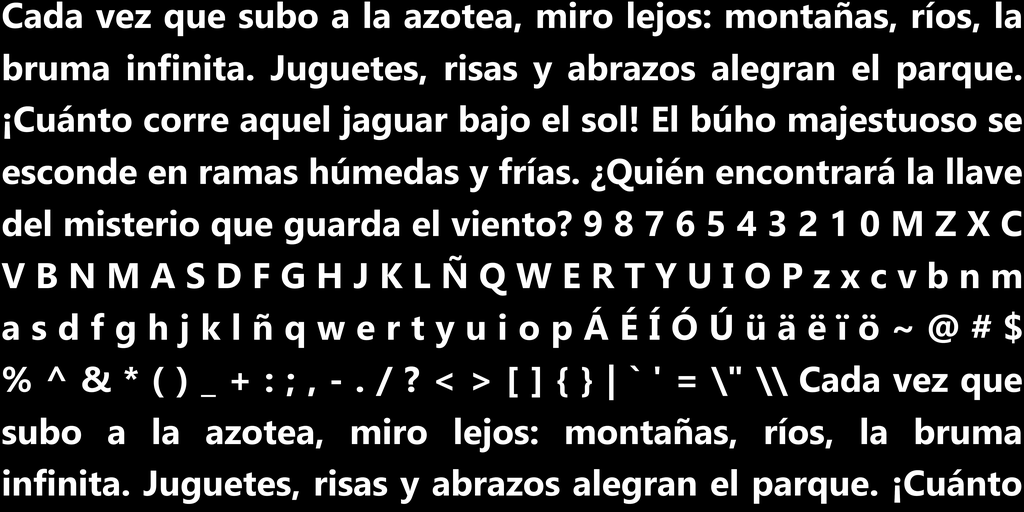 Cada vez que subo a la azotea, miro lejos: montañas, ríos, la
bruma infinita. Juguetes, risas y abrazos alegran el parque.
¡Cuánto corre aquel jaguar bajo el sol! El búho majestuoso se
esconde en ramas húmedas y frías. ¿Quién encontrará la llave
del misterio que guarda el viento? 9 8 7 6 5 4 3 2 1 0 M Z X C
V B N M A S D F G H J K L Ñ Q W E R T Y U I O P z x c v b n m
a s d f g h j k l ñ q w e r t y u i o p Á É Í Ó Ú ü ä ë ï ö ~ @ # $
% ^ & * ( ) _ + : ; , - . / ? < > [ ] { } | ` ' = \" \\ Cada vez que
subo a la azotea, miro lejos: montañas, ríos, la bruma
infinita. Juguetes, risas y abrazos alegran el parque. ¡Cuánto